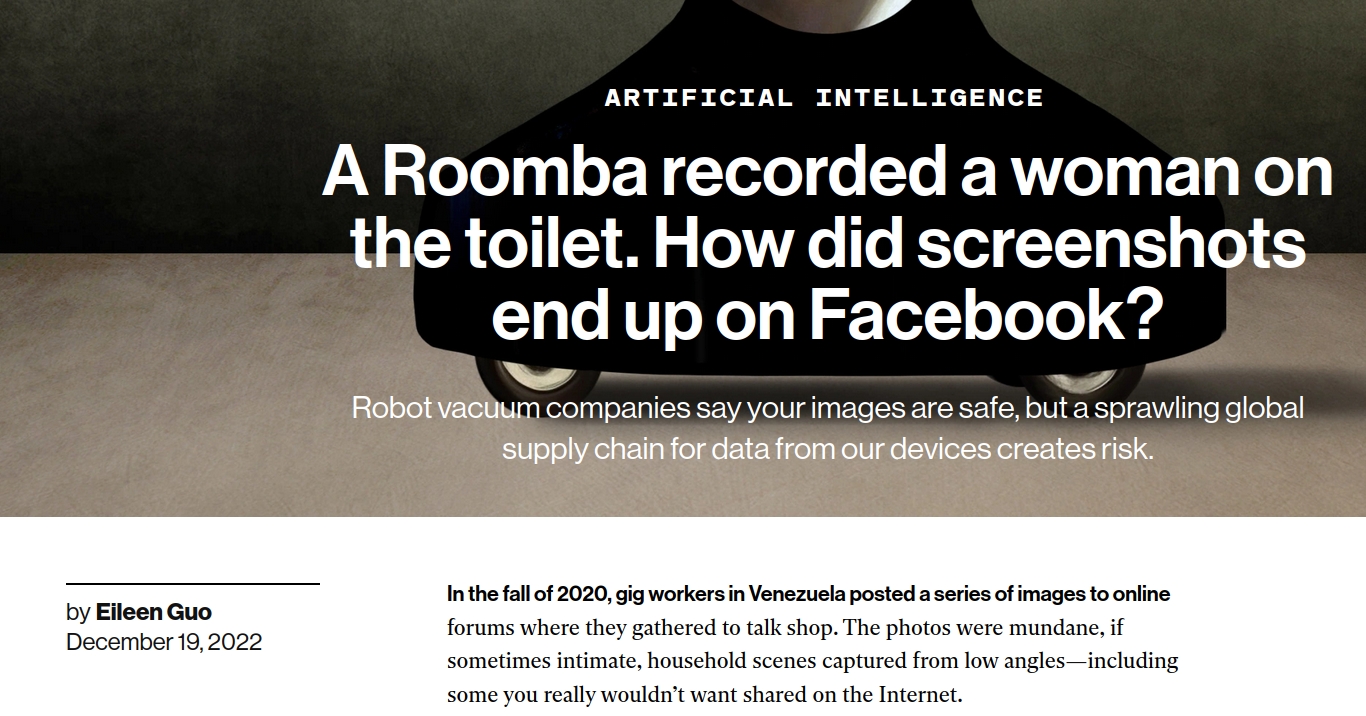 ARTIFICIAL INTELLIGENCE
A Roomba recorded a woman on
the toilet. How did screenshots
end up on Facebook?
Robot vacuum companies say your images are safe, but a sprawling global
supply chain for data from our devices creates risk.
by Eileen Guo
December 19, 2022
In the fall of 2020, gig workers in Venezuela posted a series of images to online
forums where they gathered to talk shop. The photos were mundane, if
sometimes intimate, household scenes captured from low angles—including
some you really wouldn’t want shared on the Internet.